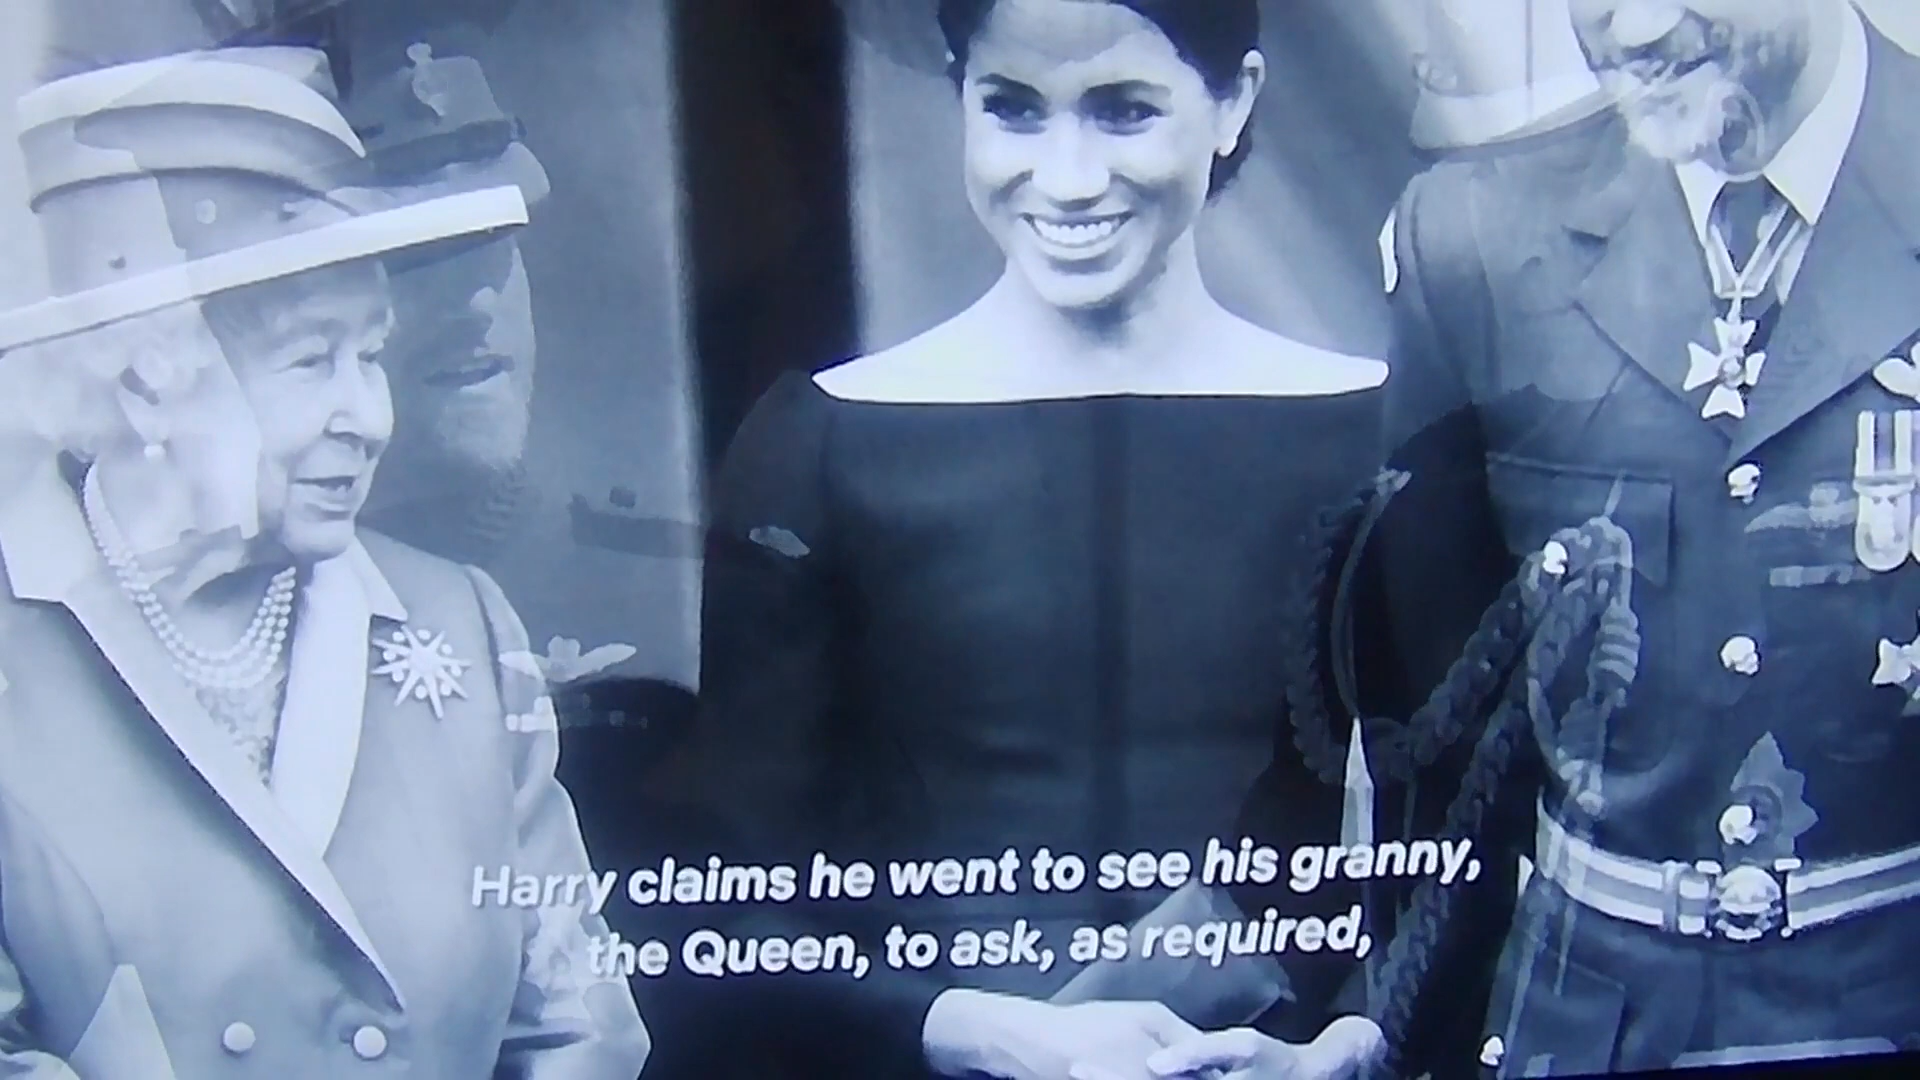 Harry claims he went to see his granny,
the Queen, to ask, as required,